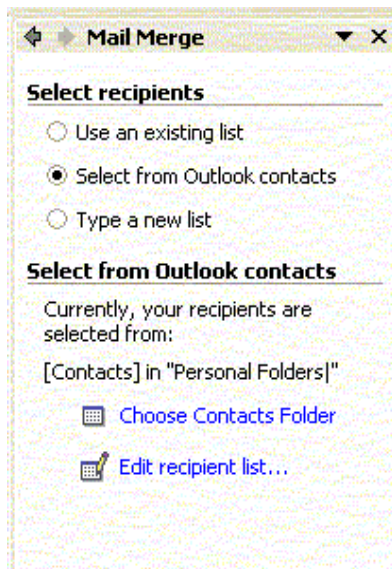 Mail Merge
Select recipients
Use an existing list
Select from Outlook contacts
Type a new list
Select from Outlook contacts
Currently, your recipients are
selected from:
[Contacts] in "Personal Folders|"
Choose Contacts Folder
Edit recipient list...